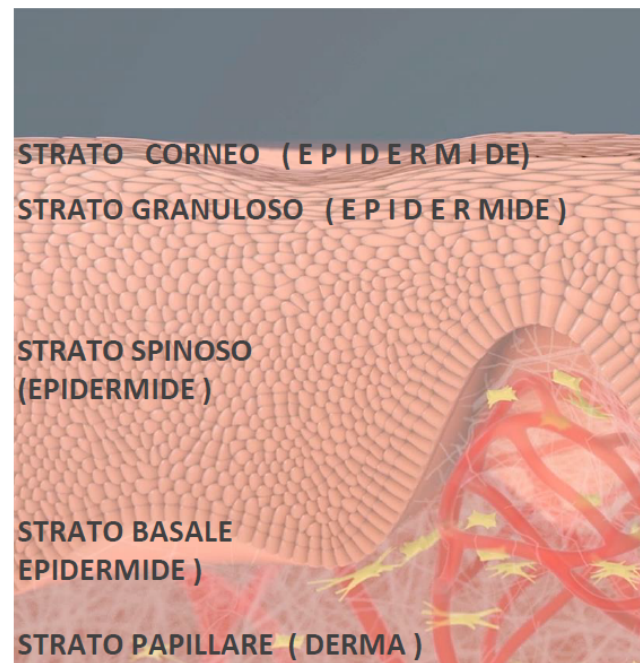 STRATO CORNEO ( E P I D E R M I DE)
STRATO GRANULOSO ( E P I D E R MIDE )
STRATO SPINOSO
(EPIDERMIDE )
STRATO BASALE
EPIDERMIDE )
STRATO PAPILLARE ( DERMA )